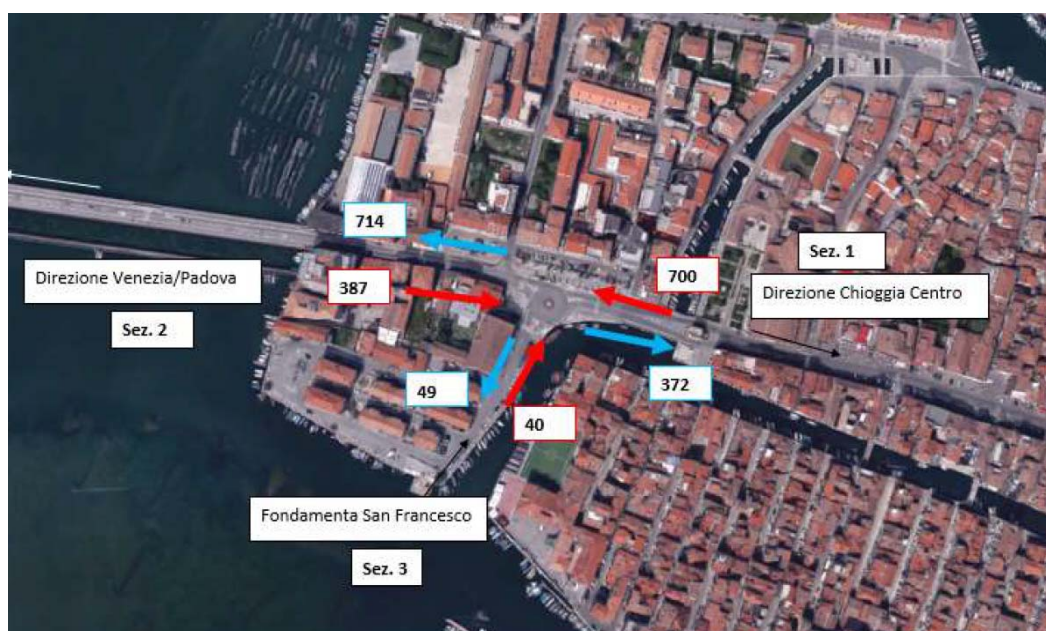 714
Sez. 1
Direzione Venezia/Padova
387
700
Direzione Chioggia Centro
Sez. 2
49
372
40
Fondamenta San Francesco
Sez. 3